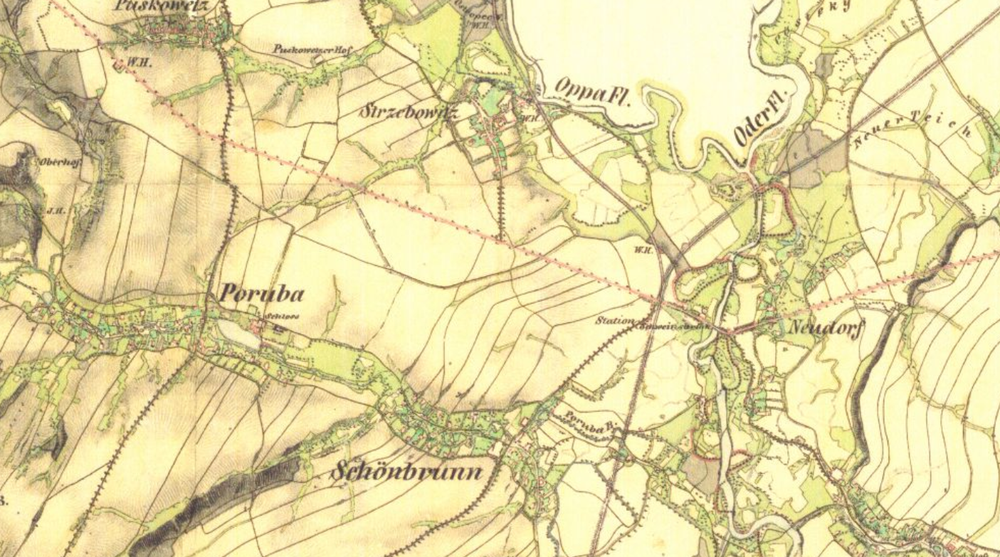 Puskowetz
W.H.
W.H.
Puskowetzer Hof
Strzebowitz
W.H.
Oppa Fl.
Oder Fl.
Neuer Teich
Oberhof
J.H.
W.H.
Poruba
Schloss
Station
Neudorf
Poruba B.
Schönbrunn
B.